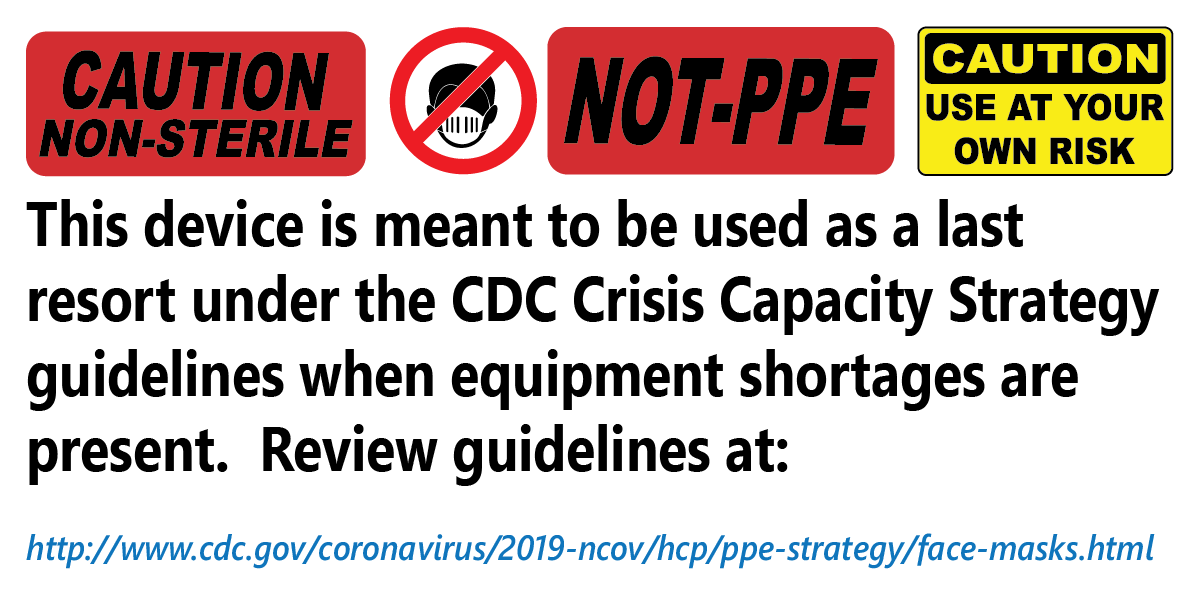 CAUTION
NON-STERILE
NOT-PPE
CAUTION
USE AT YOUR
OWN RISK
This device is meant to be used as a last
resort under the CDC Crisis Capacity Strategy
guidelines when equipment shortages are
present.  Review guidelines at:
http://www.cdc.gov/coronavirus/2019-ncov/hcp/ppe-strategy/face-masks.html